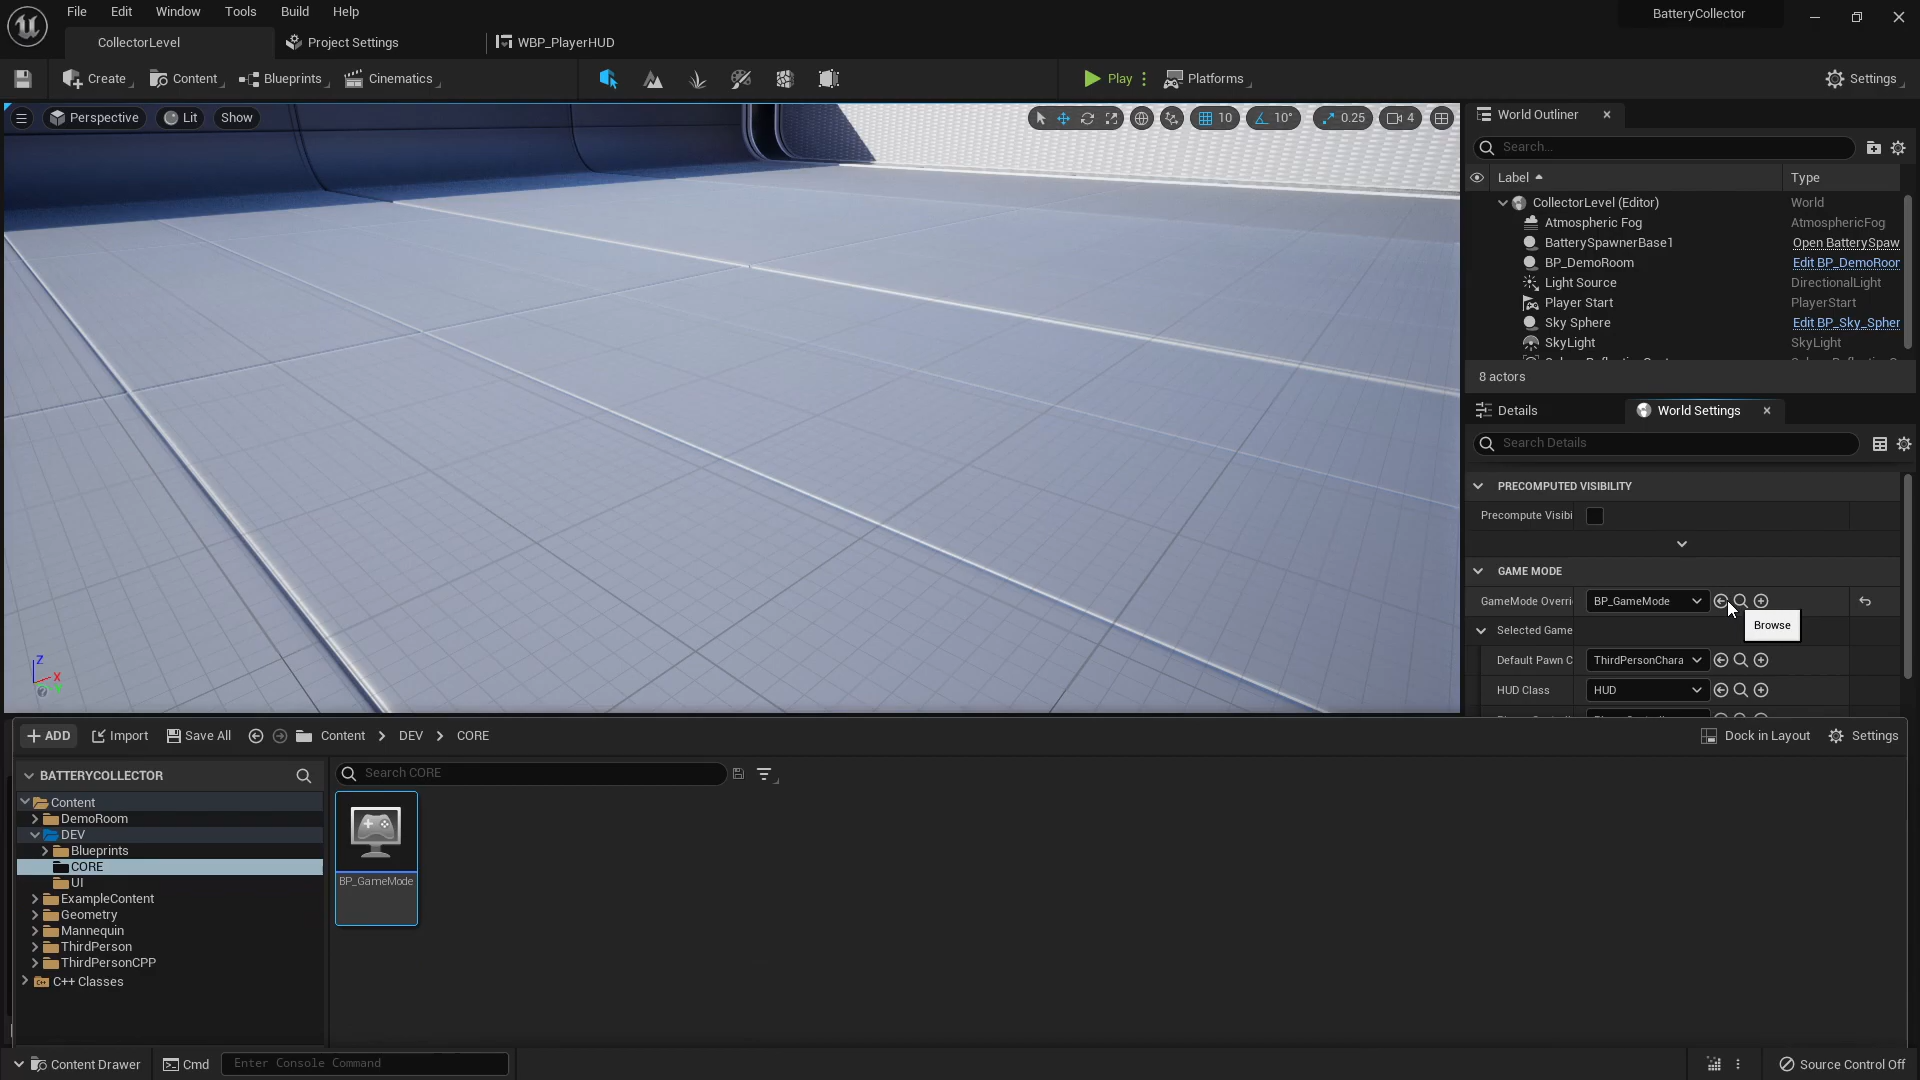 File Edit Window Tools Build Help
BatteryCollector
CollectorLevel
Project Settings
WBP_PlayerHUD
Create
Content
Blueprints
Cinematics
Play
Platforms
Settings
Perspective
Lit
Show
10
10°
0.25
4
World Outliner
Search...
Label
Type
CollectorLevel (Editor) World
Atmospheric Fog AtmosphericFog
BatterySpawnerBase1 Open BatterySpaw
BP_DemoRoom Edit BP_DemoRoor
Light Source DirectionalLight
Player Start PlayerStart
Sky Sphere Edit BP_Sky_Spher
SkyLight SkyLight
8 actors
Details
World Settings
Search Details
PRECOMPUTED VISIBILITY
Precompute Visibi
GAME MODE
GameMode Overri BP_GameMode
Browse
Selected Game
Default Pawn C ThirdPersonChara
HUD Class HUD
Z
X
Y
ADD
Import
Save All
Content
DEV
CORE
Dock in Layout
Settings
BATTERYCOLLECTOR
Search CORE
Content
DemoRoom
DEV
Blueprints
CORE
UI
ExampleContent
Geometry
Mannequin
ThirdPerson
ThirdPersonCPP
C++ Classes
BP_GameMode
Content Drawer
Cmd
Enter Console Command
Source Control Off